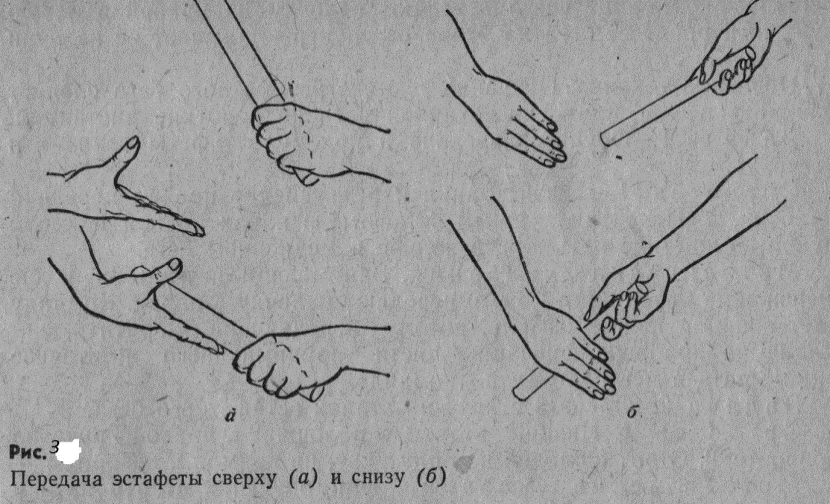 а
б
Рис. 3
Передача эстафеты сверху (а) и снизу (б)